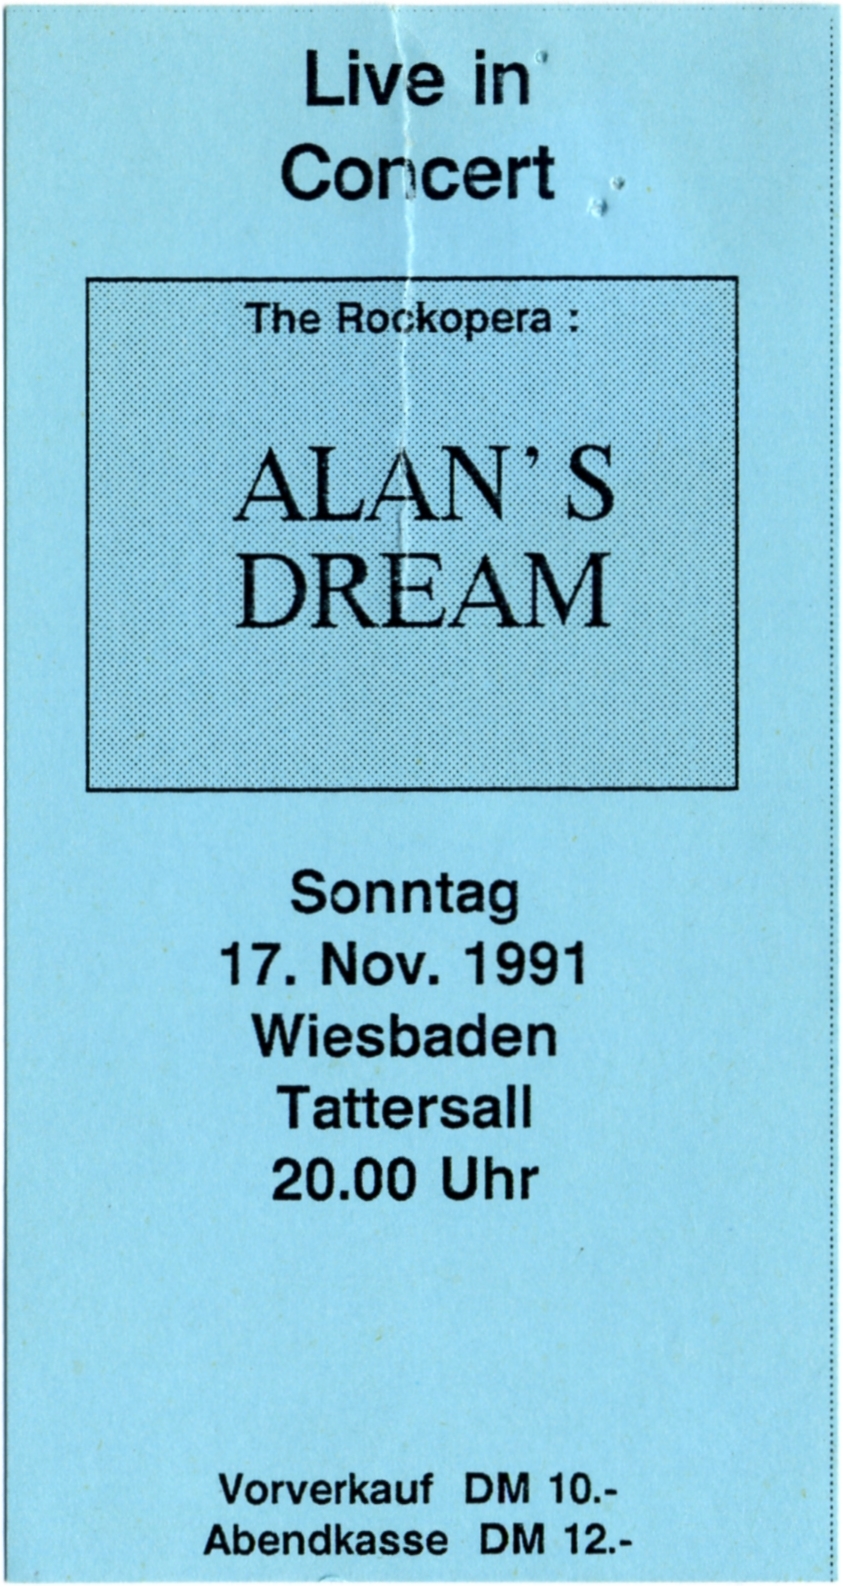 Live in
Concert
The Rockopera :
ALAN'S
DREAM
Sonntag
17. Nov. 1991
Wiesbaden
Tattersall
20.00 Uhr
Vorverkauf DM 10.-
Abendkasse DM 12.-